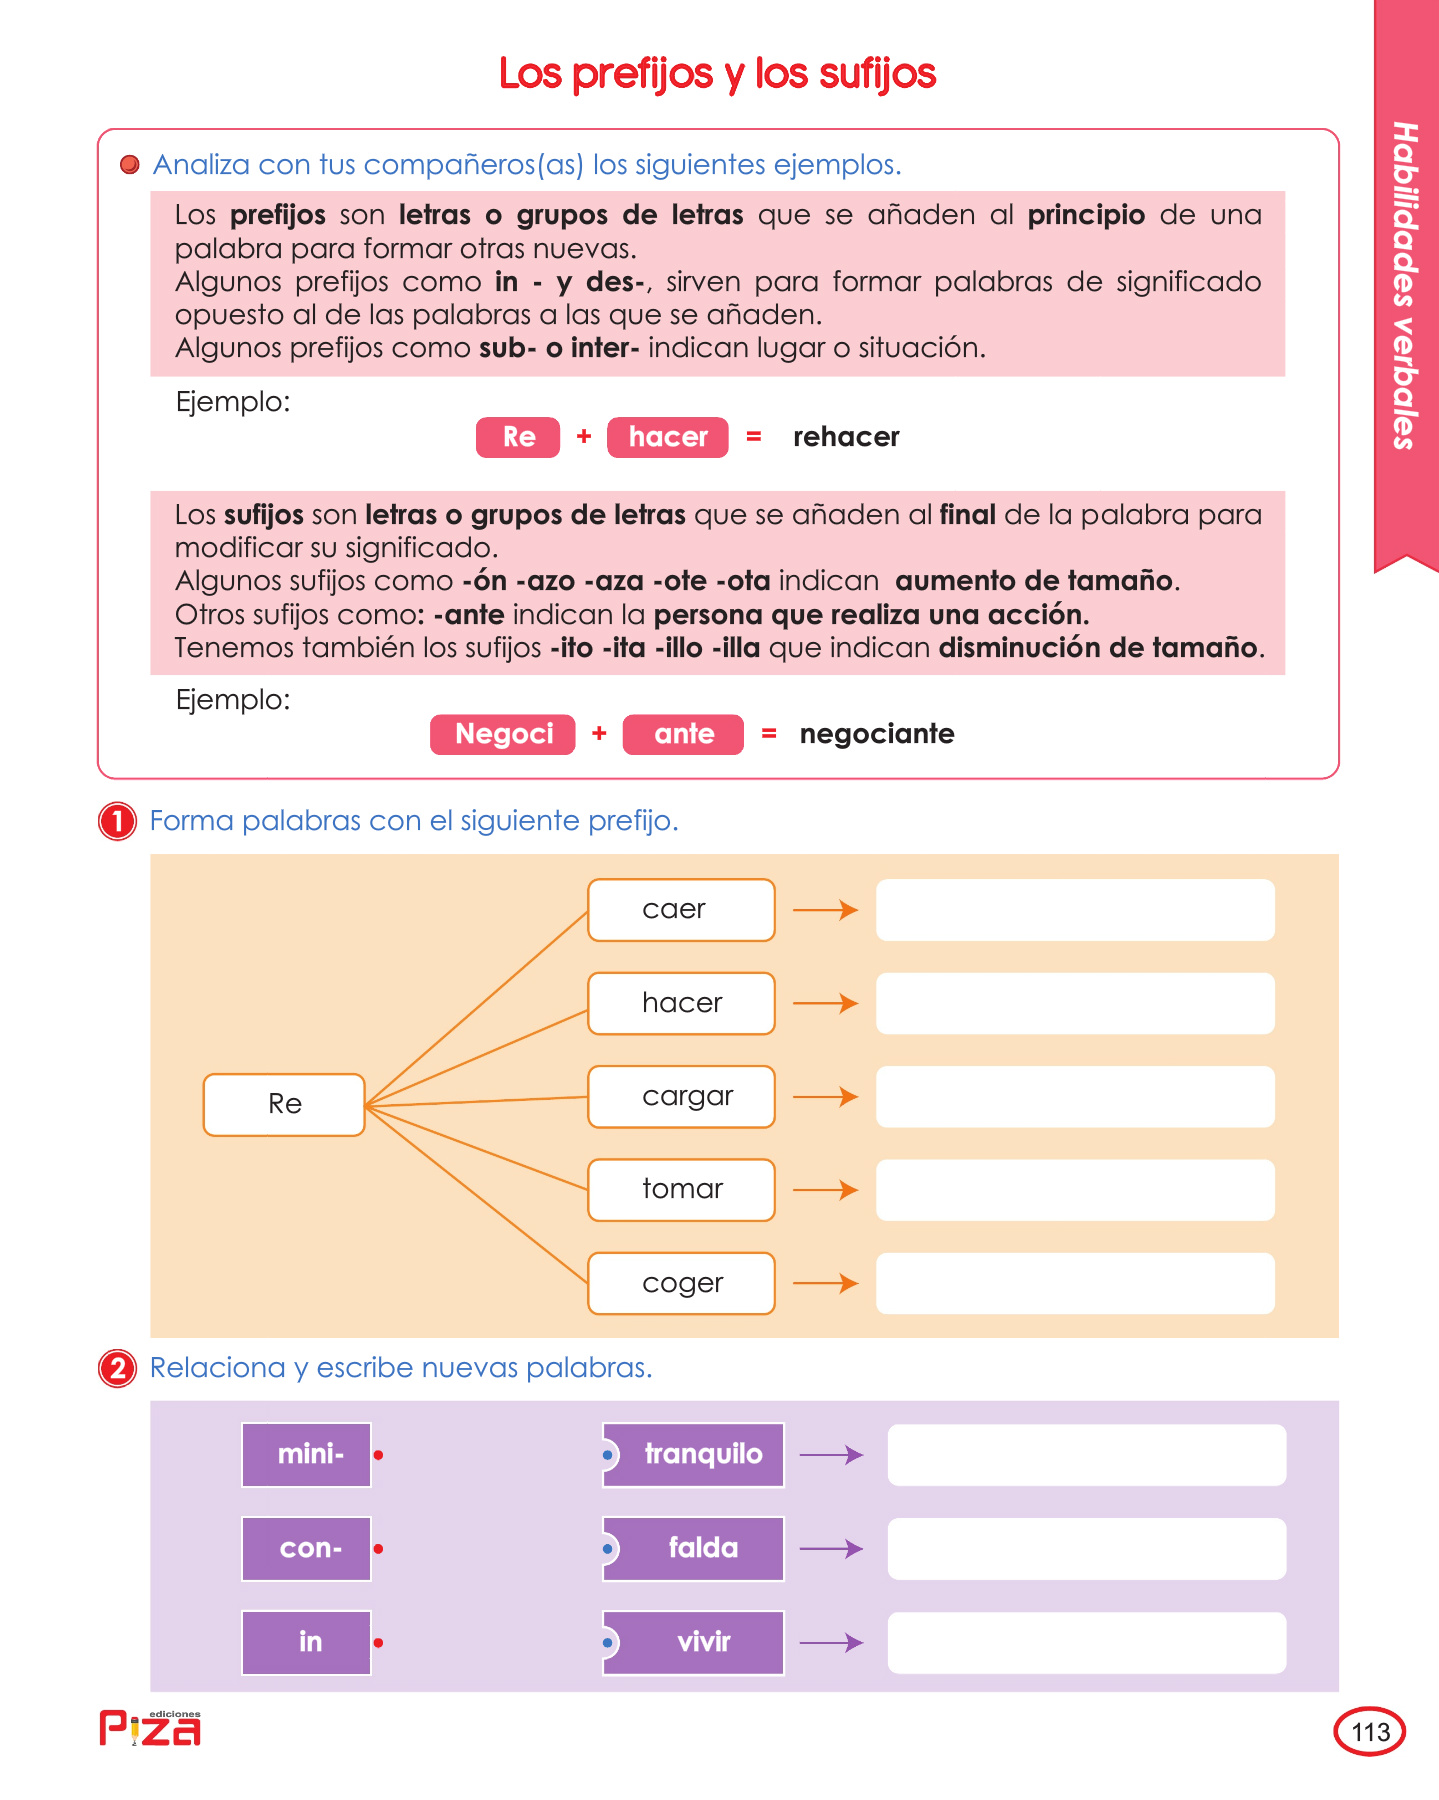 Los prefijos y los sufijos
Habilidades verbales
Analiza con tus compañeros(as) los siguientes ejemplos.
Los prefijos son letras o grupos de letras que se añaden al principio de una
palabra para formar otras nuevas.
Algunos prefijos como in - y des-, sirven para formar palabras de significado
opuesto al de las palabras a las que se añaden.
Algunos prefijos como sub- o inter- indican lugar o situación.
Ejemplo:
Re + hacer = rehacer
Los sufijos son letras o grupos de letras que se añaden al final de la palabra para
modificar su significado.
Algunos sufijos como -ón -azo -aza -ote -ota indican aumento de tamaño.
Otros sufijos como: -ante indican la persona que realiza una acción.
Tenemos también los sufijos -ito -ita -illo -illa que indican disminución de tamaño.
Ejemplo:
Negoci + ante = negociante
1 Forma palabras con el siguiente prefijo.
Re
caer
hacer
cargar
tomar
coger
2 Relaciona y escribe nuevas palabras.
mini- tranquilo
con- falda
in vivir
ediciones
Piza
113